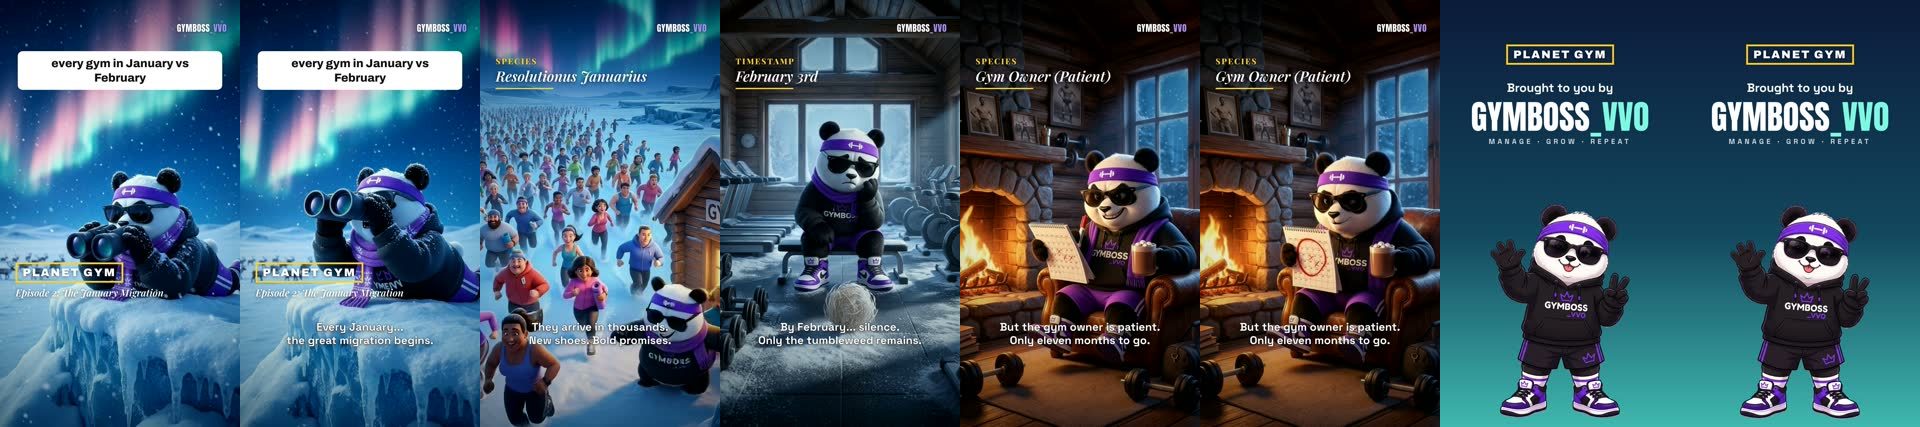 GYMBOSS_VVO
every gym in January vs
February
PLANET GYM
Episode 2: The January Migration
Every January...
the great migration begins.
GYMBOSS_VVO
every gym in January vs
February
PLANET GYM
Episode 2: The January Migration
Every January...
the great migration begins.
GYMBOSS_VVO
SPECIES
Resolutionus Januarius
G
They arrive in thousands.
New shoes. Bold promises.
GYMBOSS
GYMBOSS_VVO
TIMESTAMP
February 3rd
GYMBOSS
By February... silence.
Only the tumbleweed remains.
GYMBOSS_VVO
SPECIES
Gym Owner (Patient)
GYMBOSS
_VVO
But the gym owner is patient.
Only eleven months to go.
GYMBOSS_VVO
SPECIES
Gym Owner (Patient)
GYMBOSS
_VVO
But the gym owner is patient.
Only eleven months to go.
PLANET GYM
Brought to you by
GYMBOSS_VVO
MANAGE · GROW · REPEAT
GYMBOSS
_VVO
PLANET GYM
Brought to you by
GYMBOSS_VVO
MANAGE · GROW · REPEAT
GYMBOSS
_VVO